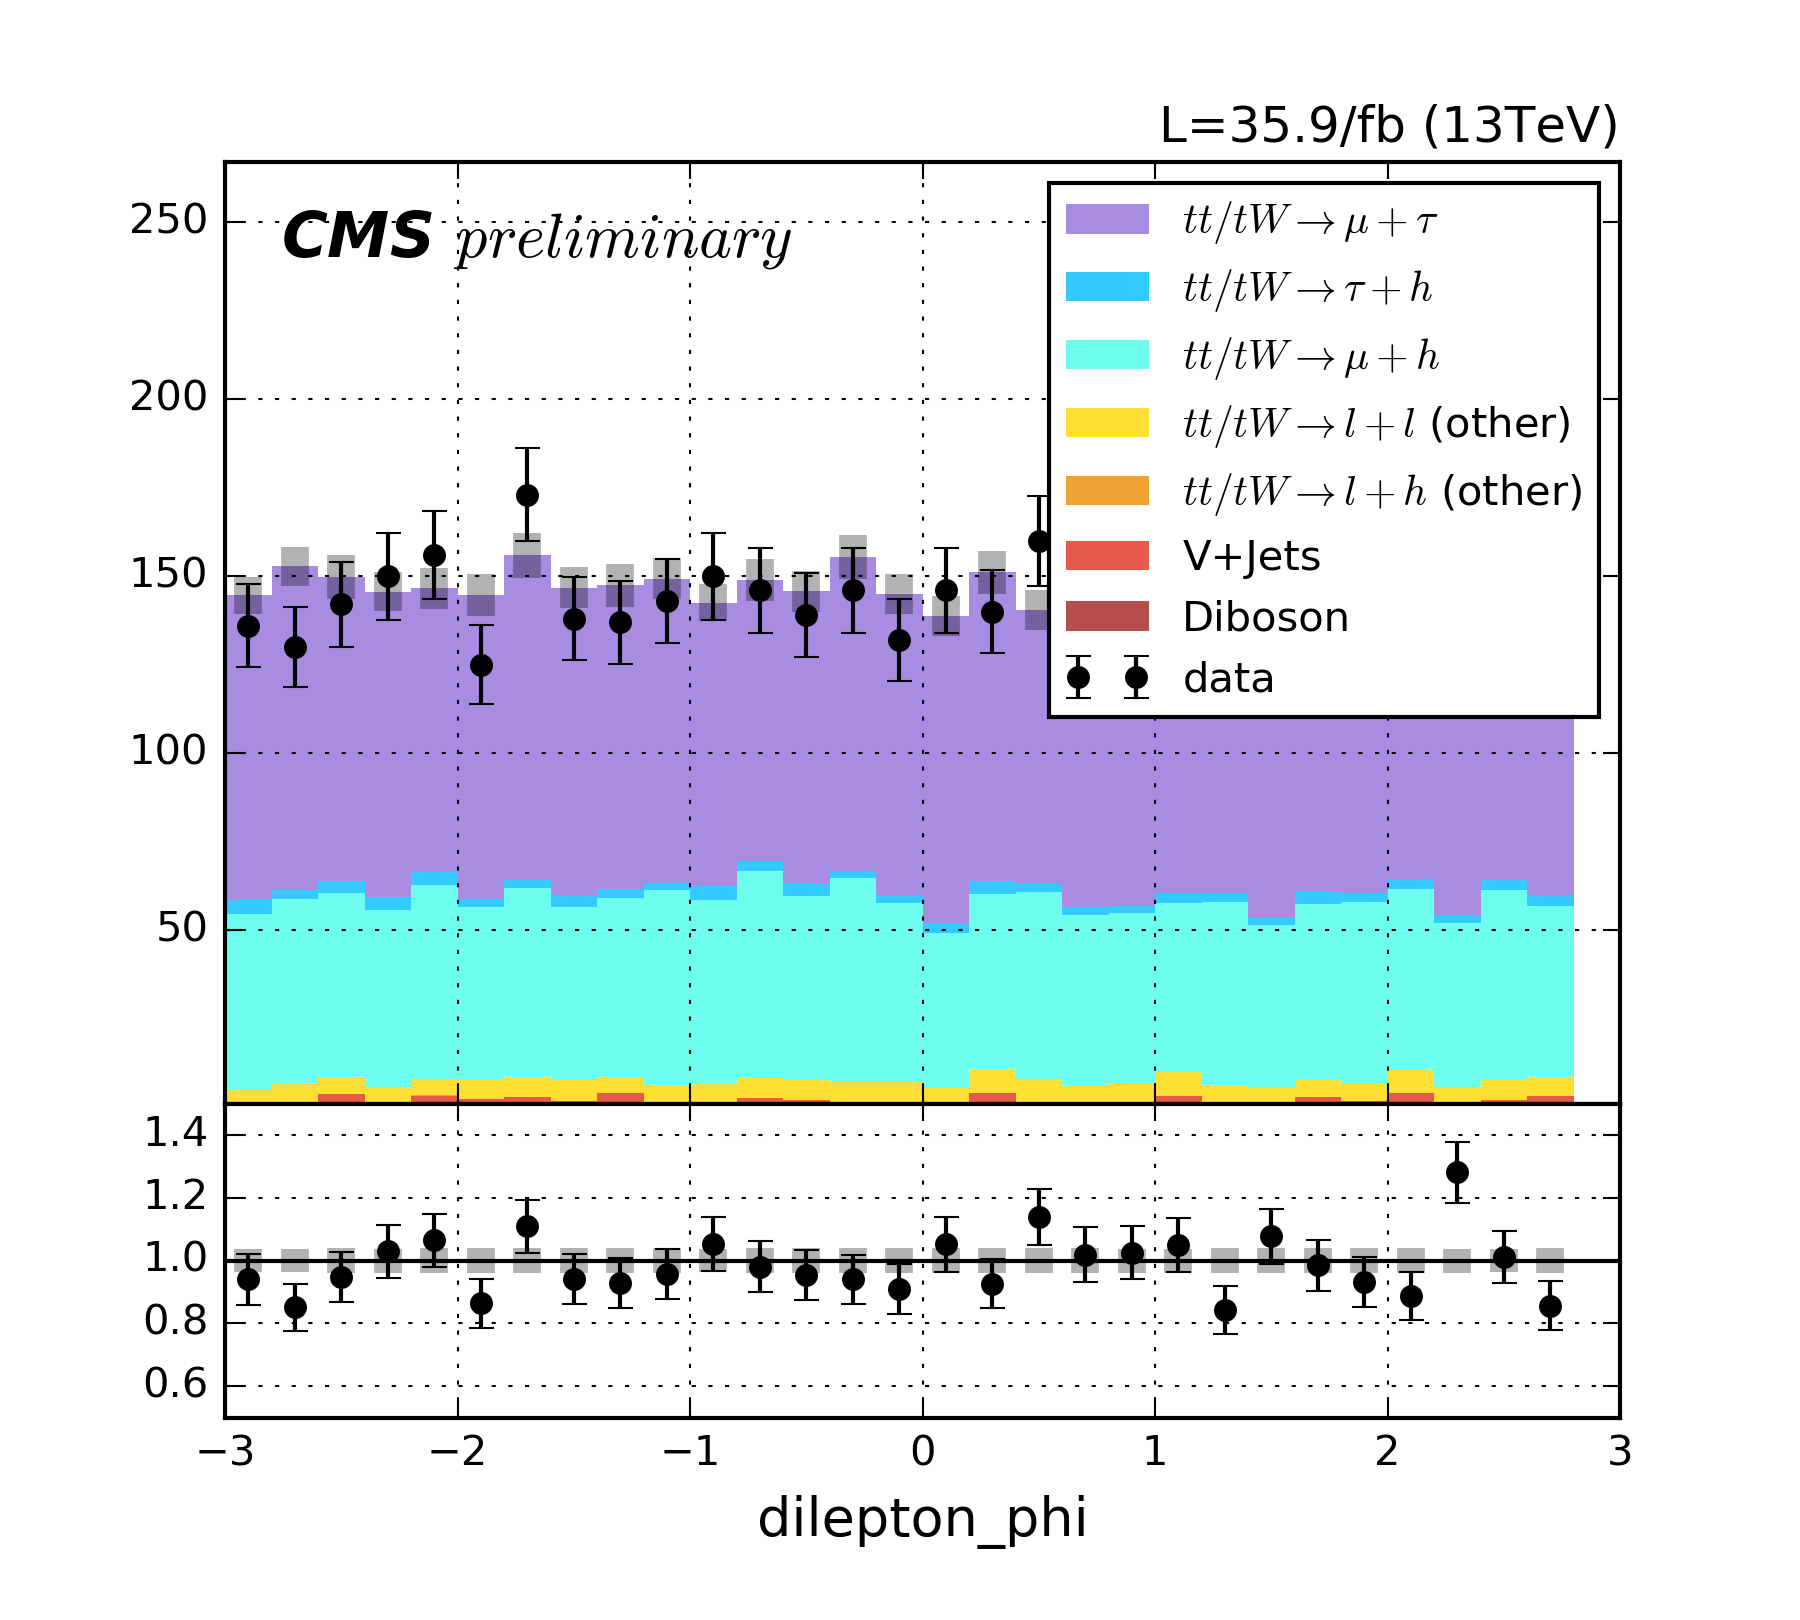 L=35.9/fb (13TeV)
CMS preliminary
250
200
150
100
50
tt/tW → μ + τ
tt/tW → τ + h
tt/tW → μ + h
tt/tW → l + l (other)
tt/tW → l + h (other)
V+Jets
Diboson
data
1.4
1.2
1.0
0.8
0.6
−3 −2 −1 0 1 2 3
dilepton_phi